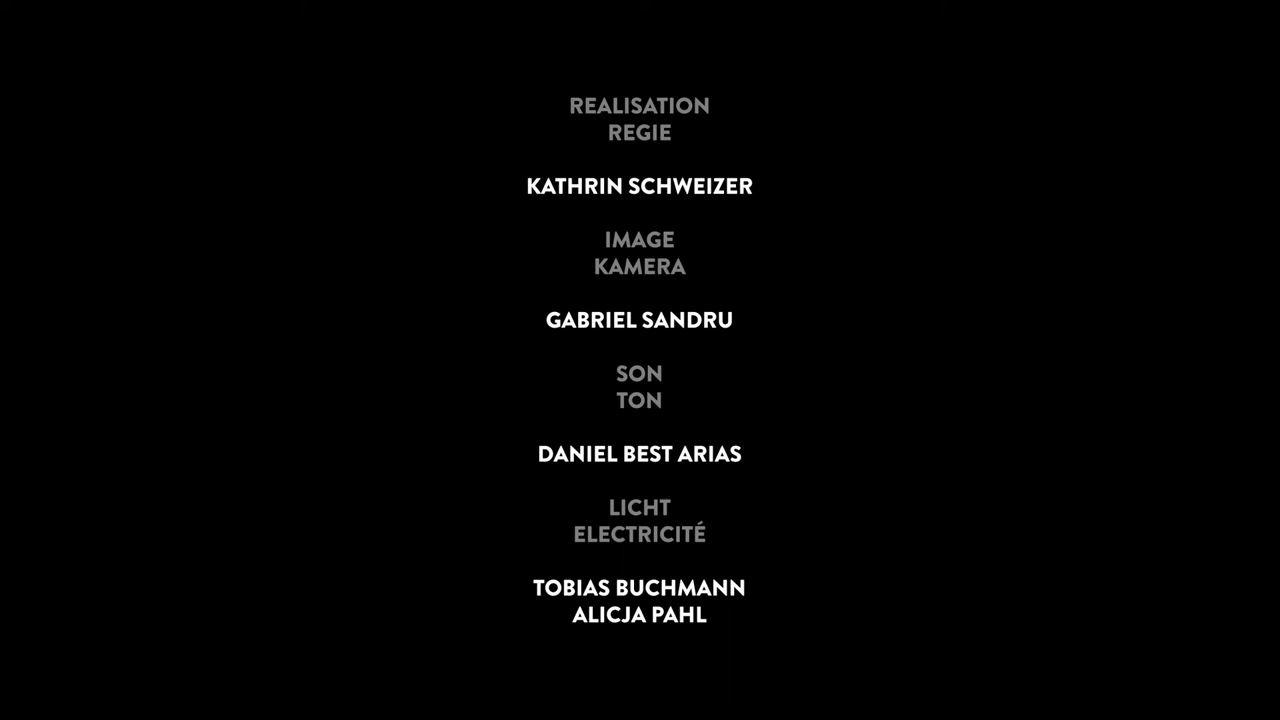 REALISATION
REGIE
KATHRIN SCHWEIZER
IMAGE
KAMERA
GABRIEL SANDRU
SON
TON
DANIEL BEST ARIAS
LICHT
ELECTRICITÉ
TOBIAS BUCHMANN
ALICJA PAHL